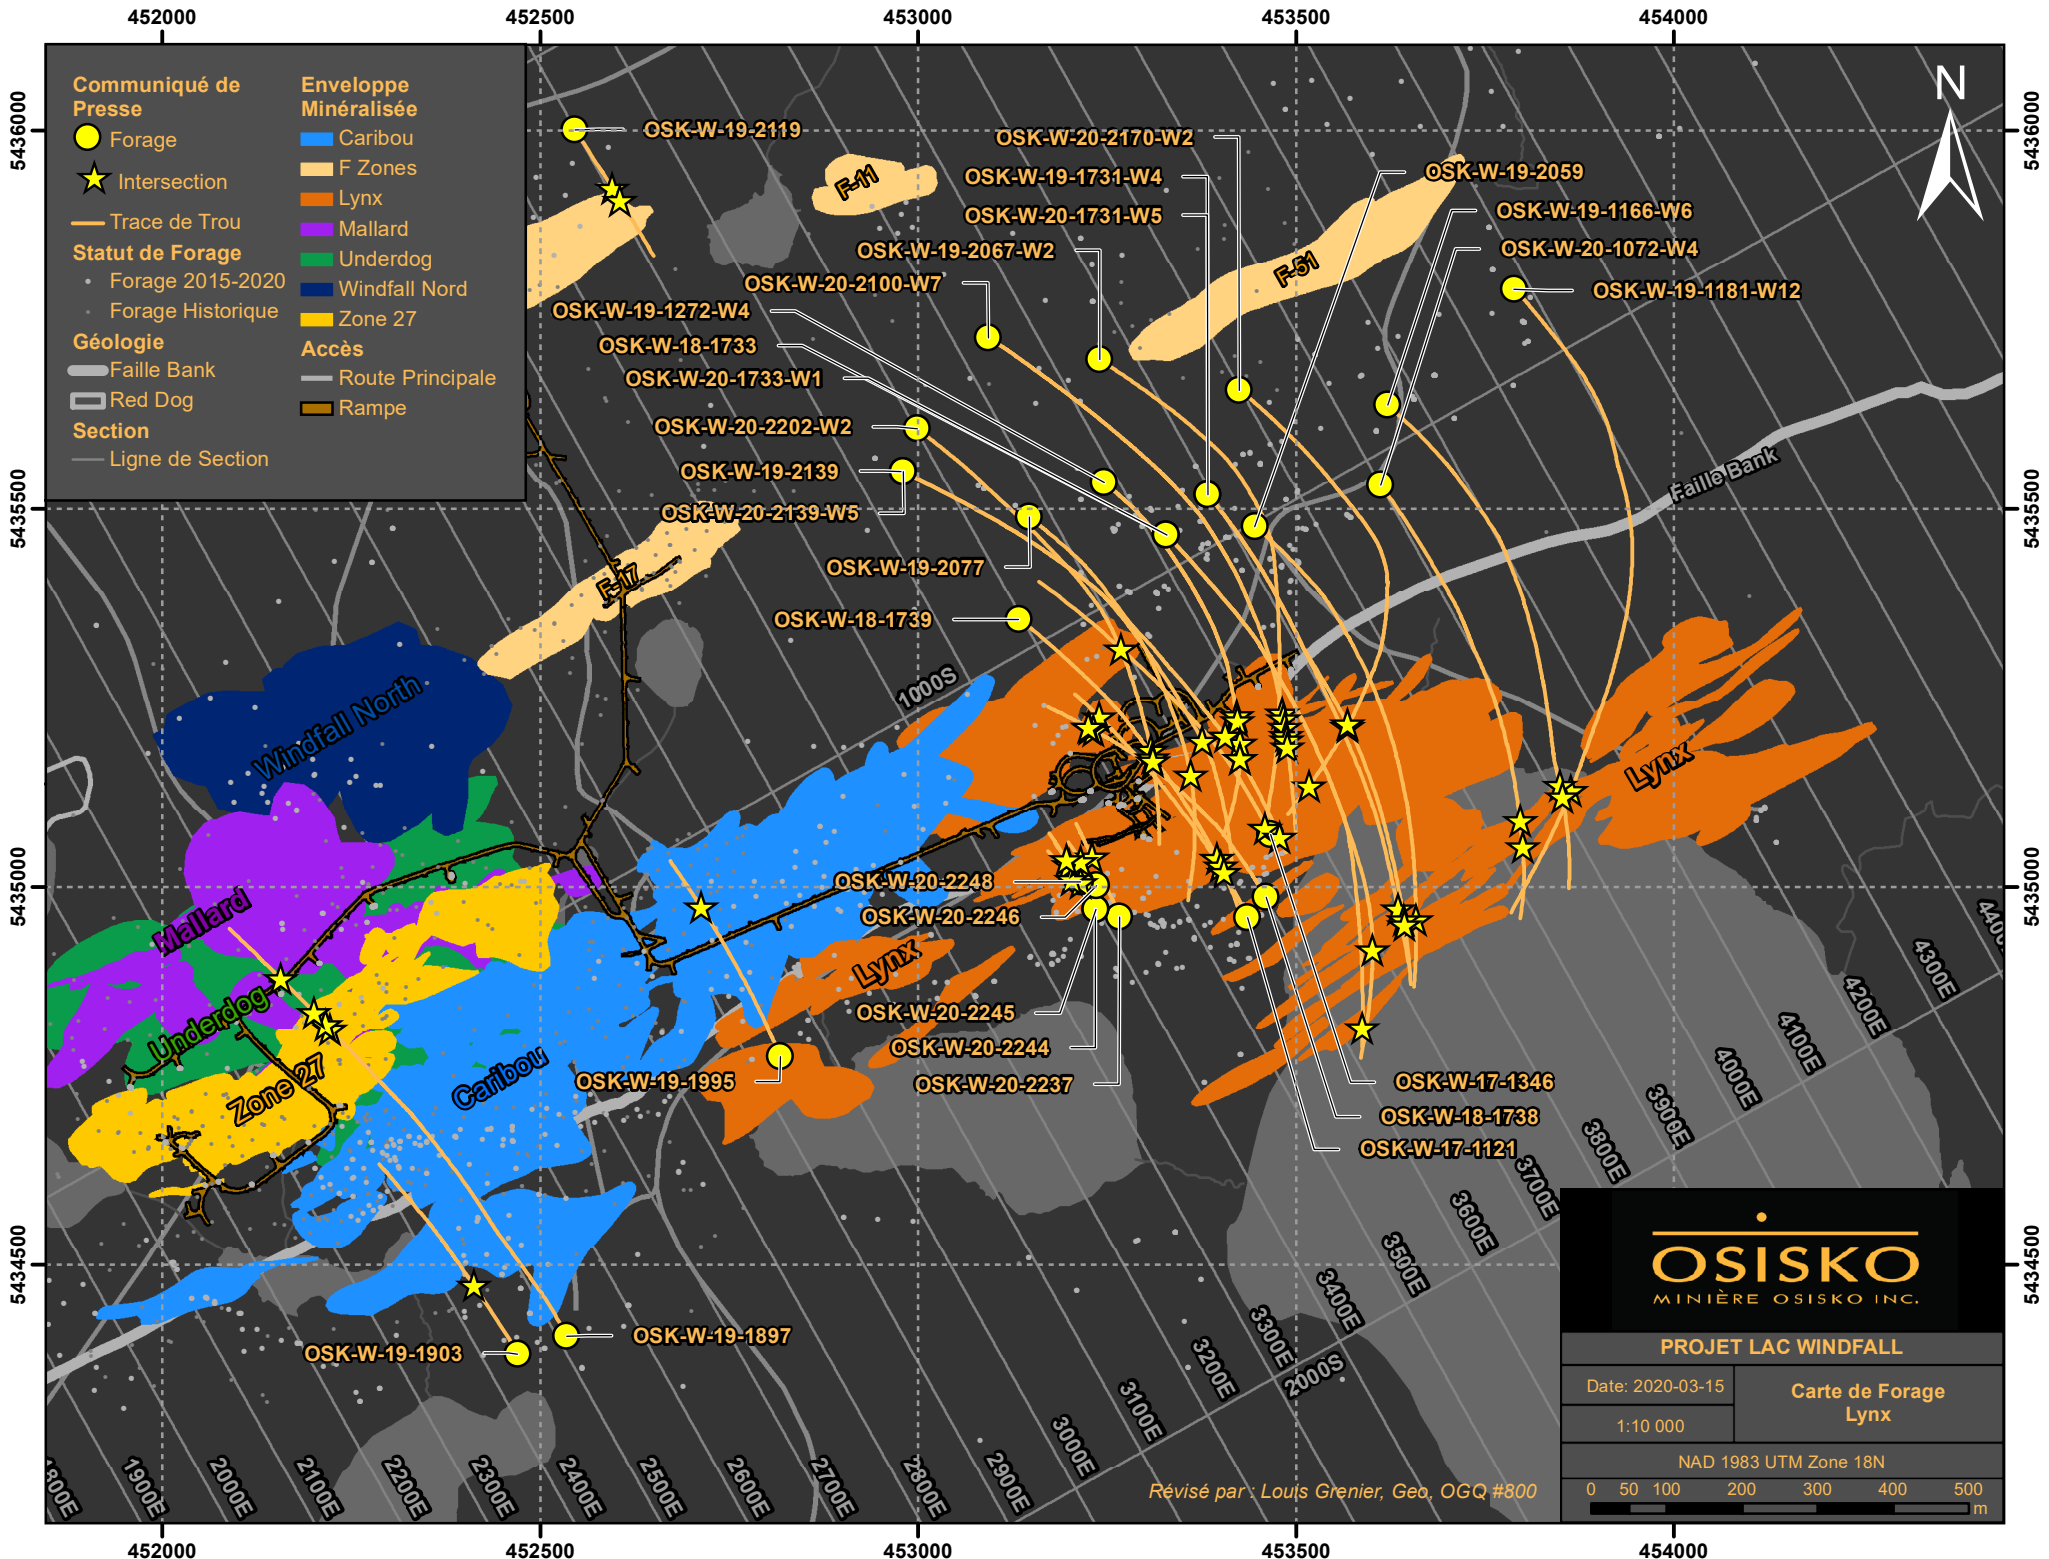 452000
452500
453000
453500
454000
5436000
5435500
5435000
5434500
Communiqué de
Presse
Forage
Intersection
Trace de Trou
Statut de Forage
Forage 2015-2020
Forage Historique
Géologie
Faille Bank
Red Dog
Section
Ligne de Section
Enveloppe
Minéralisée
Caribou
F Zones
Lynx
Mallard
Underdog
Windfall Nord
Zone 27
Accès
Route Principale
Rampe
N
OSK-W-19-2119
OSK-W-20-2170-W2
OSK-W-19-1731-W4
OSK-W-20-1731-W5
OSK-W-19-2067-W2
OSK-W-20-2100-W7
OSK-W-19-1272-W4
OSK-W-18-1733
OSK-W-20-1733-W1
OSK-W-20-2202-W2
OSK-W-19-2139
OSK-W-20-2139-W5
OSK-W-19-2077
OSK-W-18-1739
OSK-W-19-2059
OSK-W-19-1166-W6
OSK-W-20-1072-W4
OSK-W-19-1181-W12
F-11
F-51
F-17
Faille Bank
1000S
Windfall North
Mallard
Underdog
Zone 27
Caribou
Lynx
Lynx
OSK-W-20-2248
OSK-W-20-2246
OSK-W-20-2245
OSK-W-20-2244
OSK-W-20-2237
OSK-W-19-1995
OSK-W-17-1346
OSK-W-18-1738
OSK-W-17-1121
OSK-W-19-1903
OSK-W-19-1897
1800E
1900E
2000E
2100E
2200E
2300E
2400E
2500E
2600E
2700E
2800E
2900E
3000E
3100E
3200E
3300E
3400E
3500E
3600E
3700E
3800E
3900E
4000E
4100E
4200E
4300E
2000S
Révisé par : Louis Grenier, Geo, OGQ #800
OSISKO
MINIÈRE OSISKO INC.
PROJET LAC WINDFALL
Date: 2020-03-15
1:10 000
Carte de Forage
Lynx
NAD 1983 UTM Zone 18N
0 50 100 200 300 400 500
m
5436000
5435500
5435000
5434500
452000
452500
453000
453500
454000